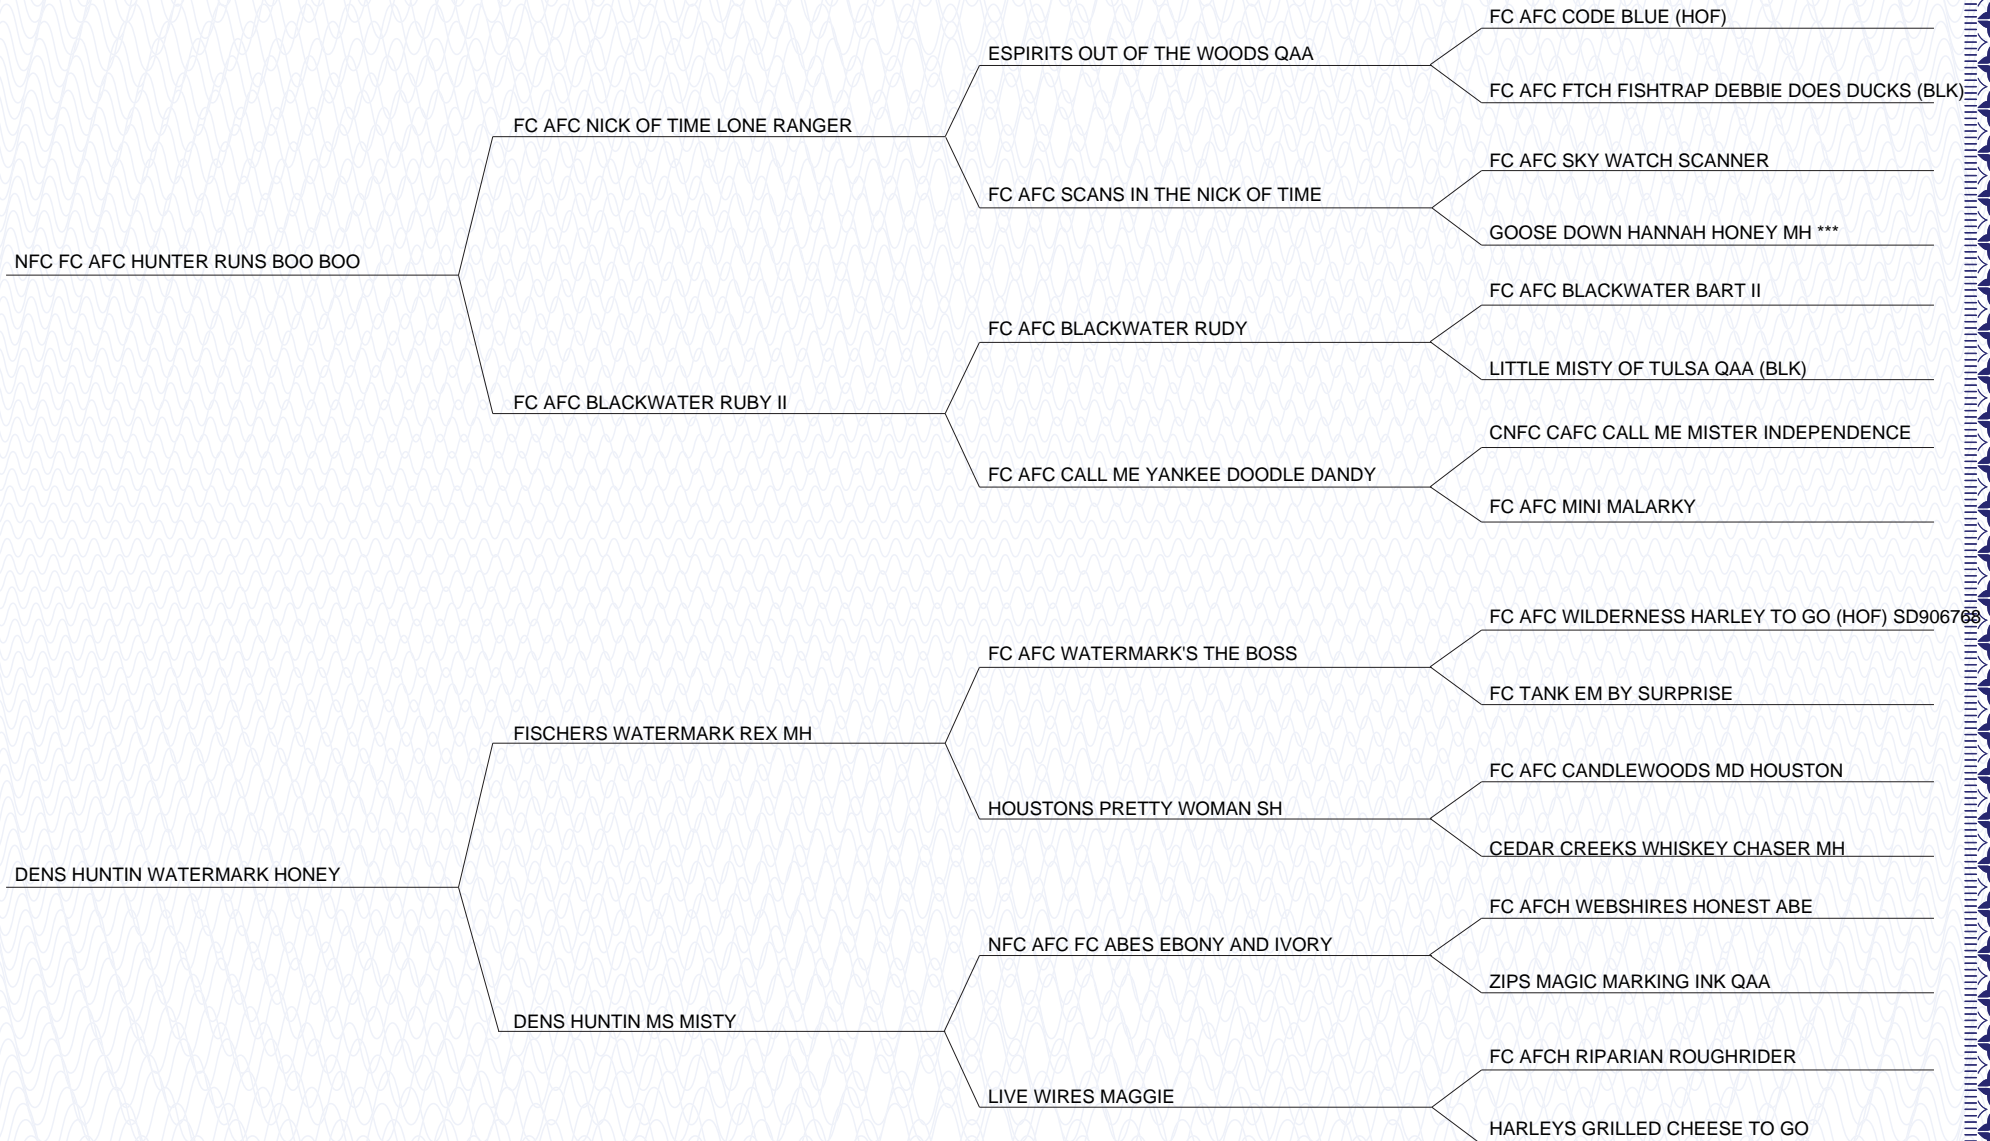 FC AFC CODE BLUE (HOF)
ESPIRITS OUT OF THE WOODS QAA
FC AFC FTCH FISHTRAP DEBBIE DOES DUCKS (BLK)
FC AFC NICK OF TIME LONE RANGER
FC AFC SKY WATCH SCANNER
FC AFC SCANS IN THE NICK OF TIME
GOOSE DOWN HANNAH HONEY MH ***
NFC FC AFC HUNTER RUNS BOO BOO
FC AFC BLACKWATER BART II
FC AFC BLACKWATER RUDY
LITTLE MISTY OF TULSA QAA (BLK)
FC AFC BLACKWATER RUBY II
CNFC CAFC CALL ME MISTER INDEPENDENCE
FC AFC CALL ME YANKEE DOODLE DANDY
FC AFC MINI MALARKY
FC AFC WILDERNESS HARLEY TO GO (HOF) SD906768
FC AFC WATERMARK'S THE BOSS
FC TANK EM BY SURPRISE
FISCHERS WATERMARK REX MH
FC AFC CANDLEWOODS MD HOUSTON
HOUSTONS PRETTY WOMAN SH
CEDAR CREEKS WHISKEY CHASER MH
DENS HUNTIN WATERMARK HONEY
FC AFCH WEBSHIRES HONEST ABE
NFC AFC FC ABES EBONY AND IVORY
ZIPS MAGIC MARKING INK QAA
DENS HUNTIN MS MISTY
FC AFCH RIPARIAN ROUGHRIDER
LIVE WIRES MAGGIE
HARLEYS GRILLED CHEESE TO GO